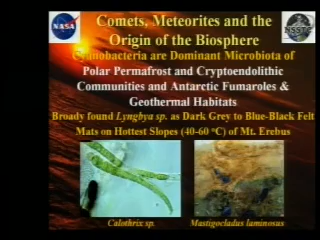 NASA
NSSTC
Comets, Meteorites and the
Origin of the Biosphere
Cyanobacteria are Dominant Microbiota of
Polar Permafrost and Cryptoendolithic
Communities and Antarctic Fumaroles &
Geothermal Habitats
Broady found Lyngbya sp. as Dark Grey to Blue-Black Felt
Mats on Hottest Slopes (40-60 °C) of Mt. Erebus
Calothrix sp.
Mastigocladus laminosus